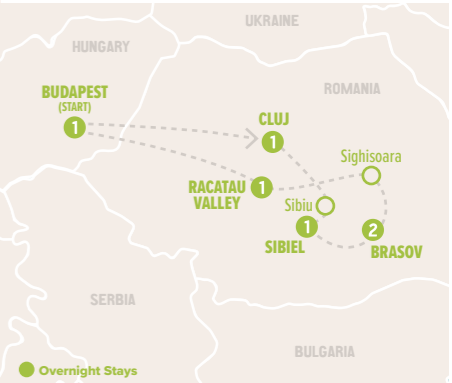 UKRAINE
HUNGARY
ROMANIA
BUDAPEST
(START)
1
CLUJ
1
Sighisoara
RACATAU
VALLEY
1
Sibiu
1
SIBIEL
2
BRASOV
SERBIA
BULGARIA
Overnight Stays